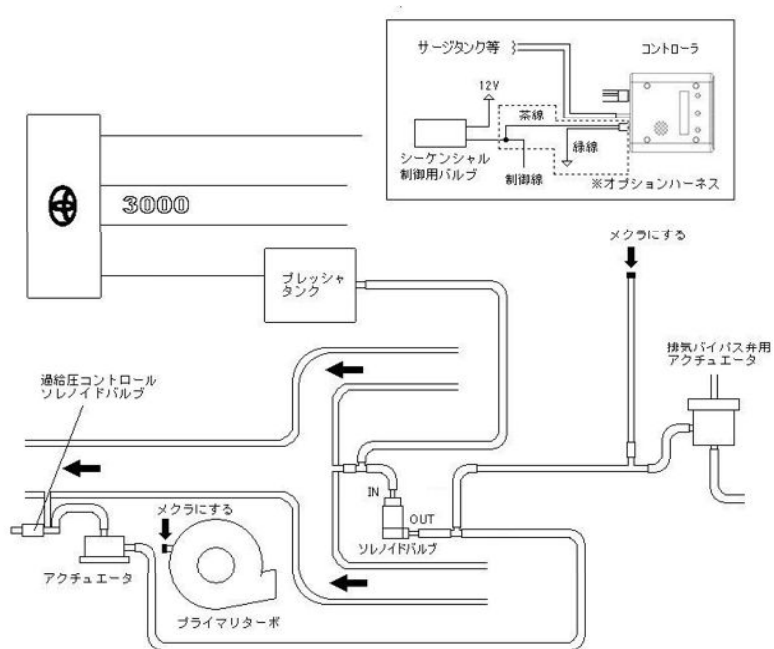 サージタンク等
コントローラ
12V
茶線
シーケンシャル
制御用バルブ
緑線
制御線
※オプションハーネス
3000
メクラにする
プレッシャ
タンク
排気バイパス弁用
アクチュエータ
過給圧コントロール
ソレノイドバルブ
IN
メクラにする
OUT
ソレノイドバルブ
アクチュエータ
プライマリターボ